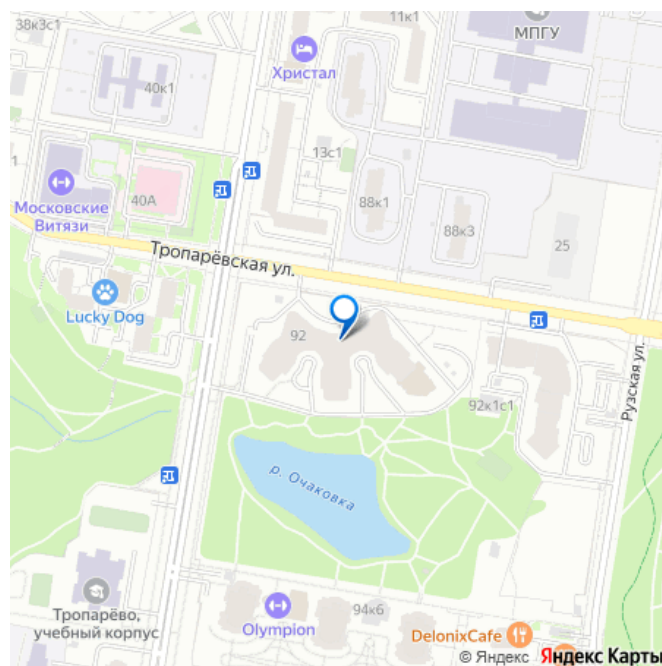 38к3с1
11к1
МПГУ
Христал
40к1
13с1
Московские
Витязи
40А
88к1
88к3
25
Тропарёвская ул.
Lucky Dog
92
92к1с1
Рузская ул.
р. Очаковка
Тропарёво,
учебный корпус
Olympion
94к6
DelonixCafe
© Яндекс Яндекс Карты